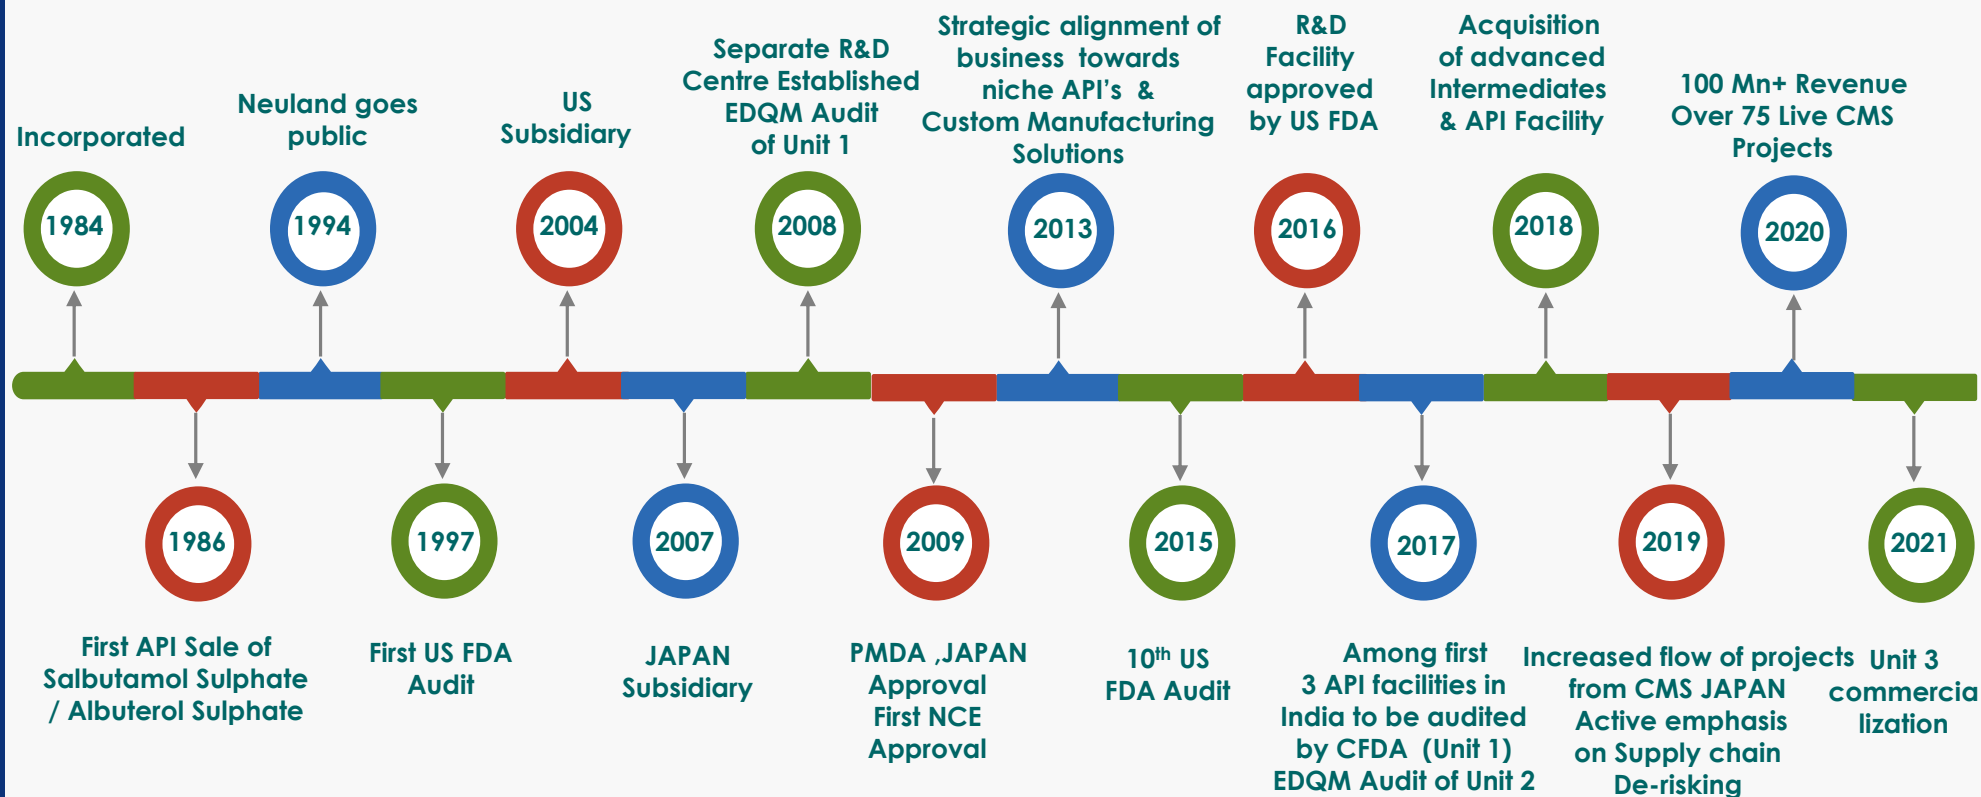 Incorporated
1984
Neuland goes
public
1994
US
Subsidiary
2004
Separate R&D
Centre Established
EDQM Audit
of Unit 1
2008
Strategic alignment of
business towards
niche API's &
Custom Manufacturing
Solutions
2013
R&D
Facility
approved
by US FDA
2016
Acquisition
of advanced
Intermediates
& API Facility
2018
100 Mn+ Revenue
Over 75 Live CMS
Projects
2020
1986
First API Sale of
Salbutamol Sulphate
/ Albuterol Sulphate
1997
First US FDA
Audit
2007
JAPAN
Subsidiary
2009
PMDA ,JAPAN
Approval
First NCE
Approval
2015
10th US
FDA Audit
2017
Among first
3 API facilities in
India to be audited
by CFDA (Unit 1)
EDQM Audit of Unit 2
2019
Increased flow of projects
from CMS JAPAN
Active emphasis
on Supply chain
De-risking
2021
Unit 3
commercia
lization